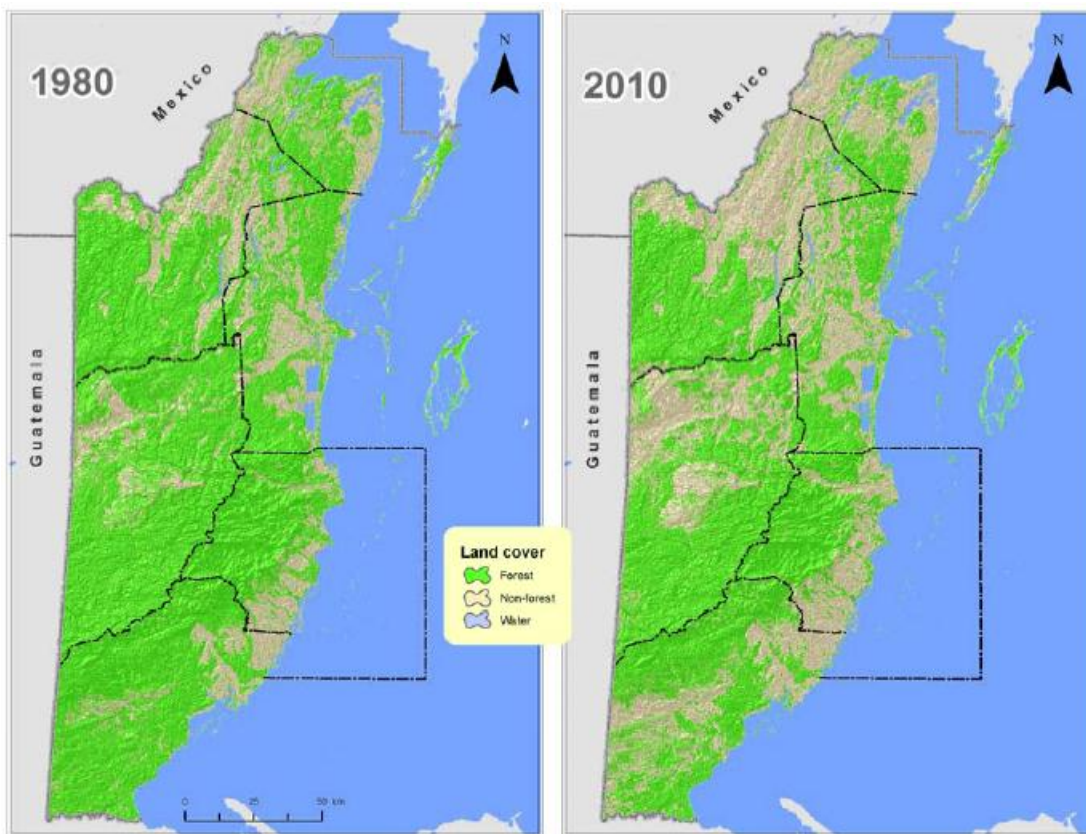 1980
N
Mexico
Guatemala
0 25 50 km
2010
N
Mexico
Guatemala
Land cover
Forest
Non-forest
Water